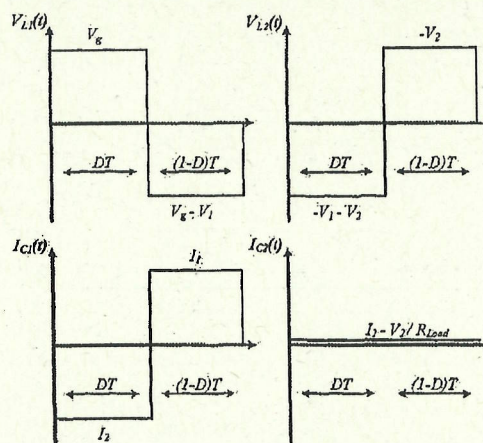 V_L1(t)
V_g
DT
(1-D)T
V_g - V_1
V_L2(t)
-V_2
DT
(1-D)T
-V_1 - V_2
I_C1(t)
I_1
DT
(1-D)T
I_2
I_C2(t)
I_2 - V_2 / R_Load
DT
(1-D)T